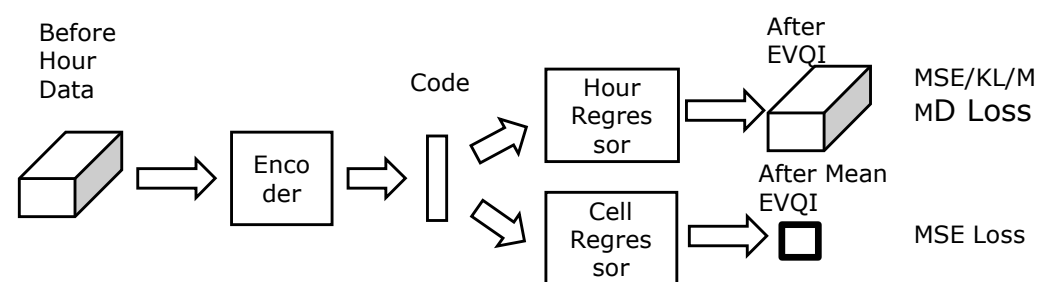 Before
Hour
Data
Enco
der
Code
Hour
Regres
sor
After
EVQI
MSE/KL/M
MD Loss
Cell
Regres
sor
After Mean
EVQI
MSE Loss